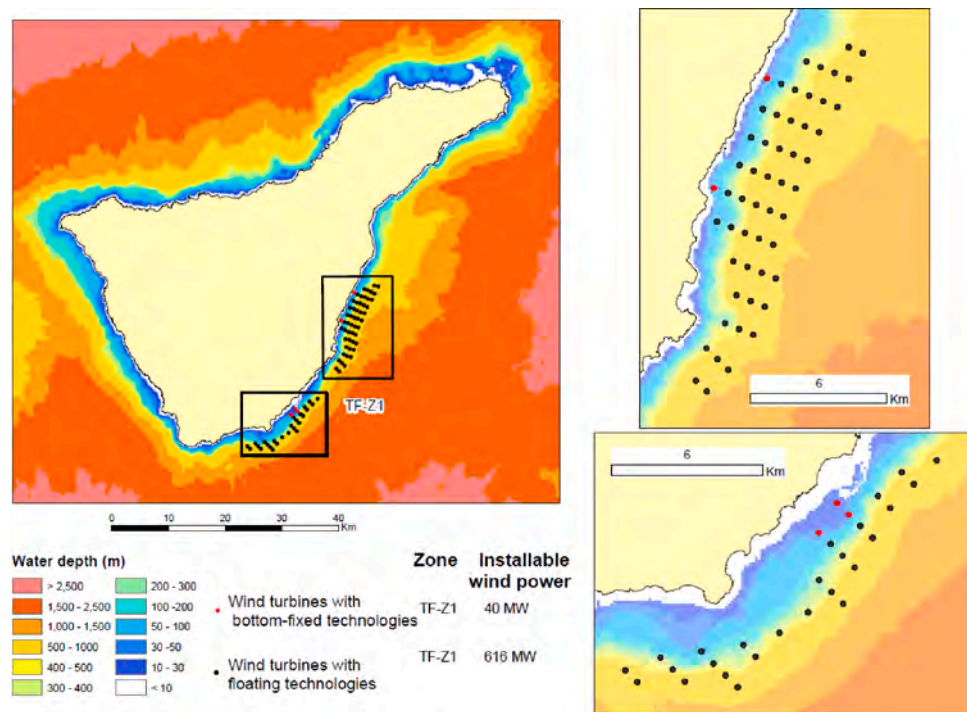 6
Km
TF-Z1
6
Km
0 10 20 30 40
Km
Water depth (m)
> 2,500
1,500 - 2,500
1,000 - 1,500
500 - 1000
400 - 500
300 - 400
200 - 300
100 -200
50 - 100
30 -50
10 - 30
< 10
Wind turbines with
bottom-fixed technologies
Wind turbines with
floating technologies
Zone Installable
wind power
TF-Z1 40 MW
TF-Z1 616 MW